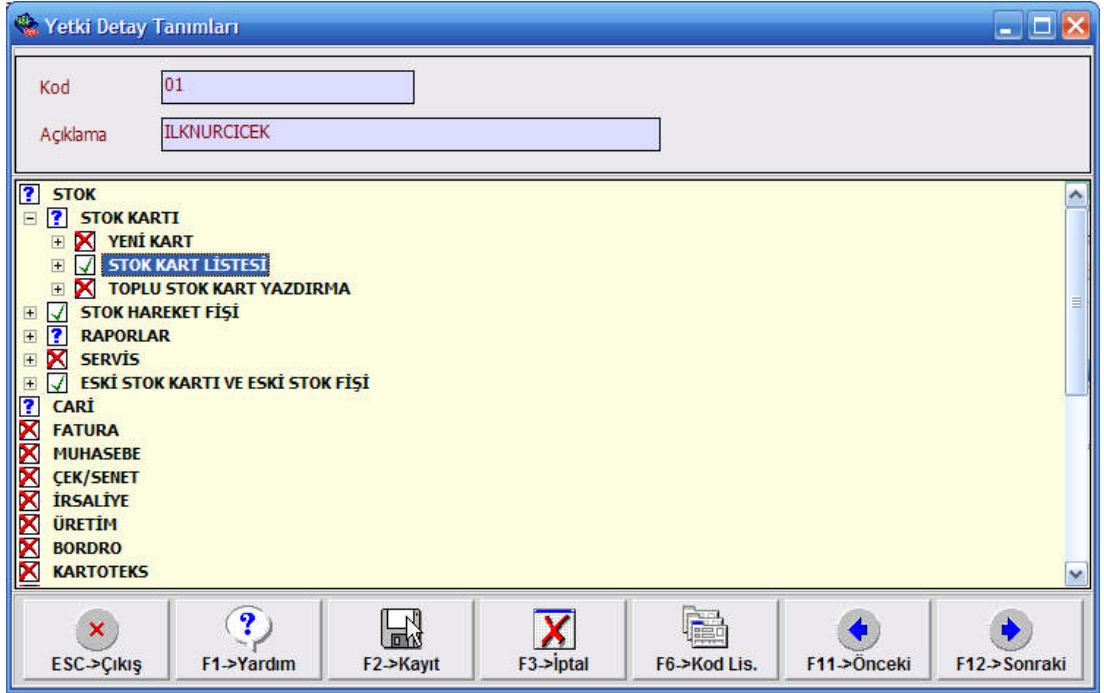 Yetki Detay Tanımları
Kod 01
Açıklama ILKNURCICEK
STOK
STOK KARTI
YENİ KART
STOK KART LİSTESİ
TOPLU STOK KART YAZDIRMA
STOK HAREKET FİŞİ
RAPORLAR
SERVİS
ESKİ STOK KARTI VE ESKİ STOK FİŞİ
CARİ
FATURA
MUHASEBE
ÇEK/SENET
İRSALİYE
ÜRETİM
BORDRO
KARTOTEKS
ESC->Çıkış F1->Yardım F2->Kayıt F3->İptal F6->Kod Lis. F11->Önceki F12->Sonraki